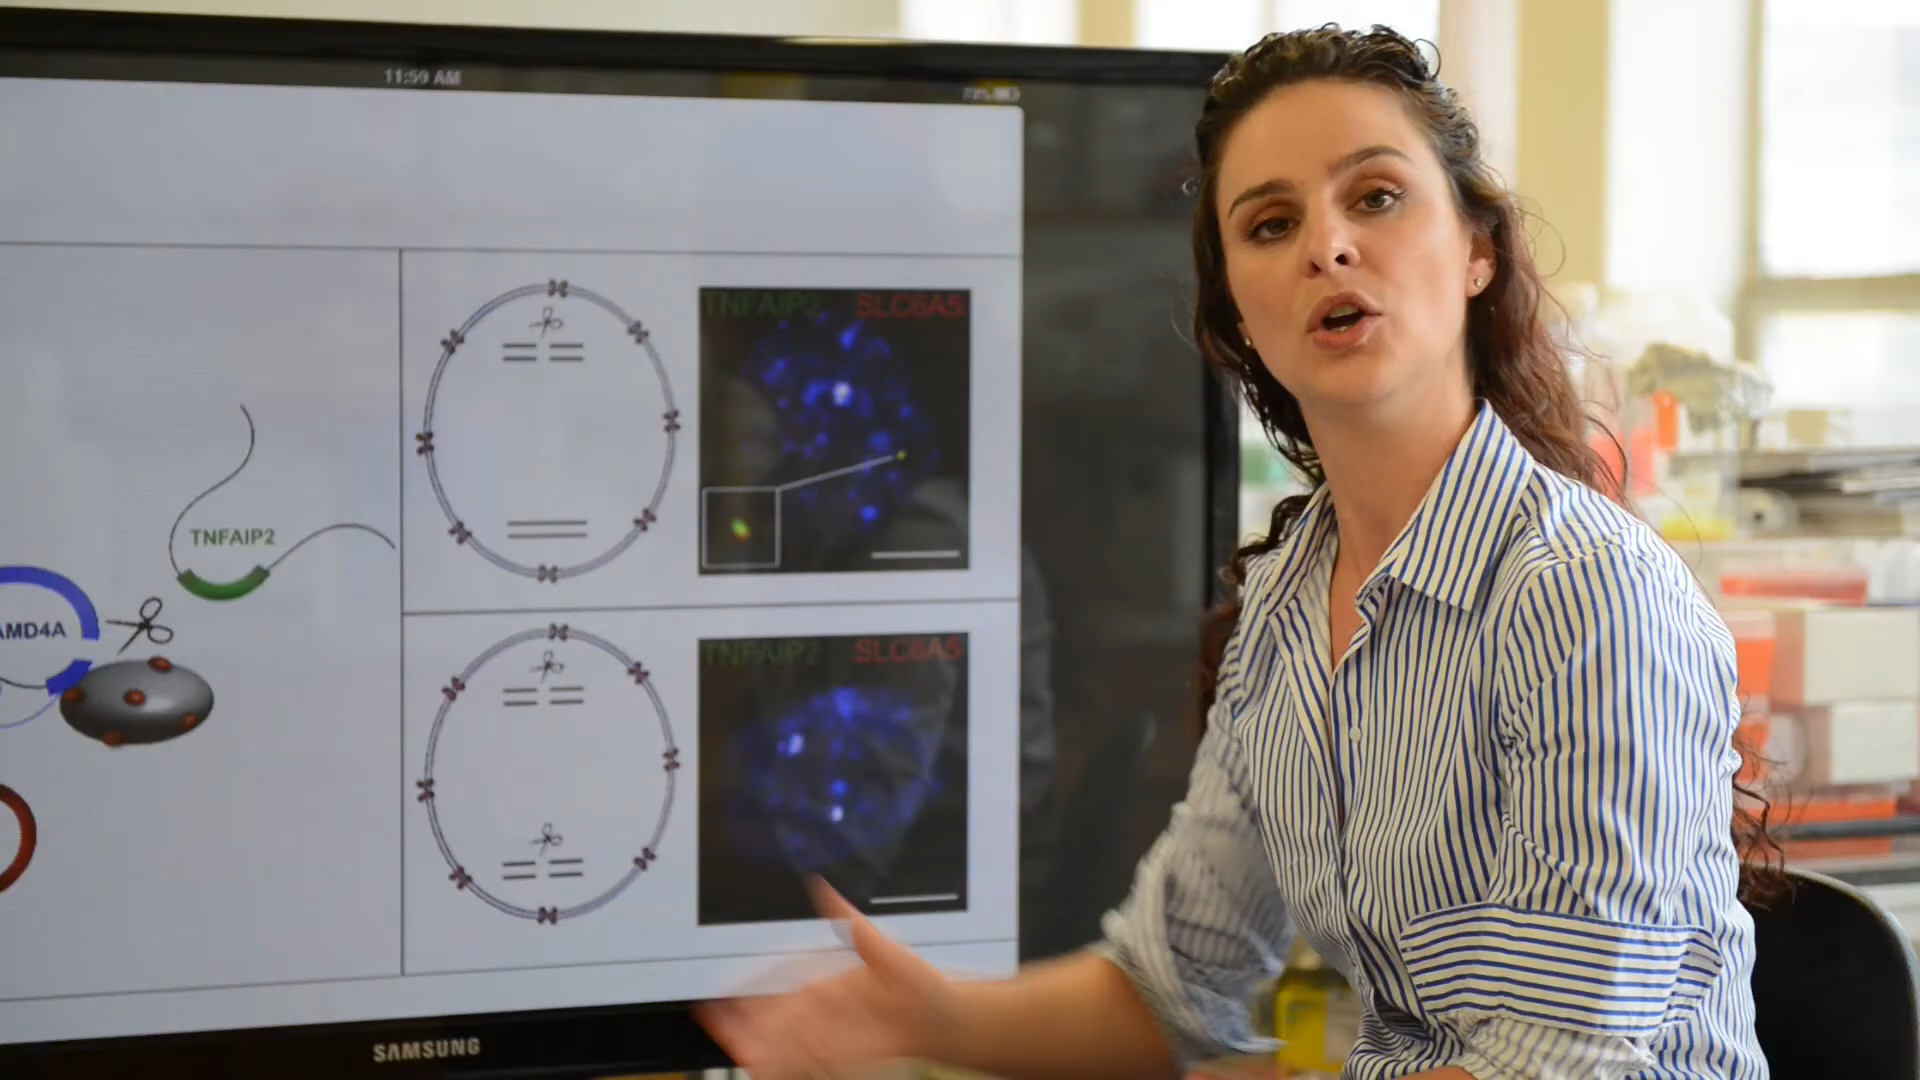 11:59 AM
TNFAIP2 SLC6A5
TNFAIP2
AMD4A
TNFAIP2 SLC6A5
SAMSUNG